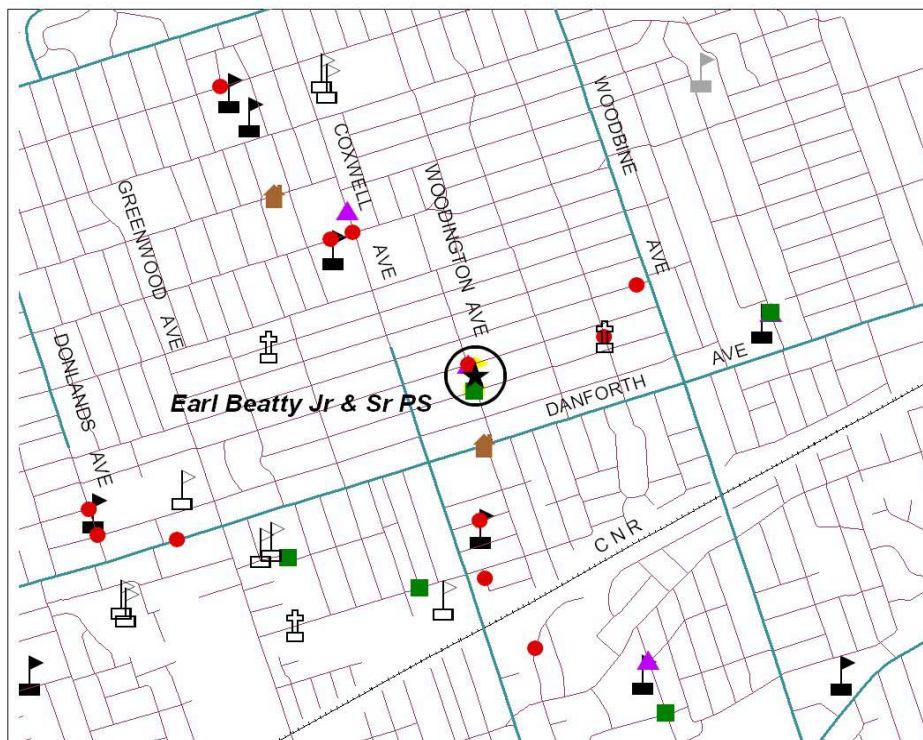 WOODBINE
AVE
COXWELL
AVE
WOODINGTON AVE
GREENWOOD
AVE
DONLANDS
AVE
Earl Beatty Jr & Sr PS
DANFORTH
AVE
CNR